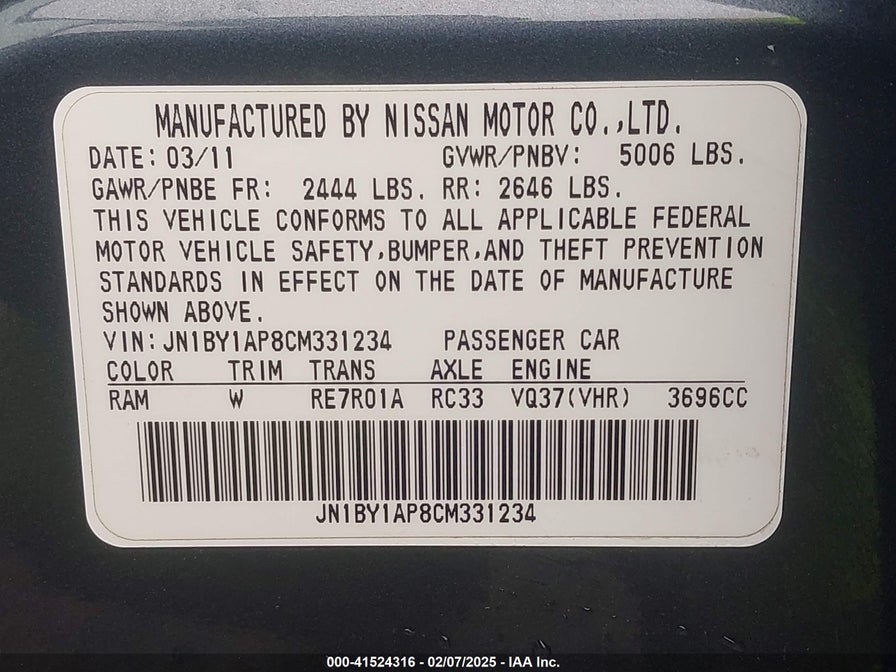 MANUFACTURED BY NISSAN MOTOR CO.,LTD.
DATE: 03/11 GVWR/PNBV: 5006 LBS.
GAWR/PNBE FR: 2444 LBS. RR: 2646 LBS.
THIS VEHICLE CONFORMS TO ALL APPLICABLE FEDERAL
MOTOR VEHICLE SAFETY,BUMPER,AND THEFT PREVENTION
STANDARDS IN EFFECT ON THE DATE OF MANUFACTURE
SHOWN ABOVE.
VIN: JN1BY1AP8CM331234 PASSENGER CAR
COLOR TRIM TRANS AXLE ENGINE
RAM W RE7R01A RC33 VQ37(VHR) 3696CC
JN1BY1AP8CM331234
000-41524316 - 02/07/2025 - IAA Inc.